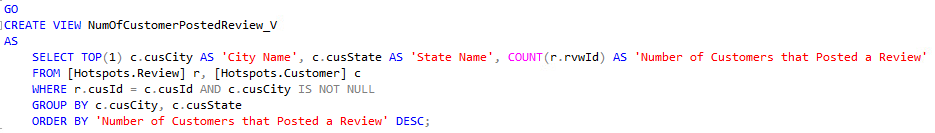 GO
CREATE VIEW NumOfCustomerPostedReview_V
AS
SELECT TOP(1) c.cusCity AS 'City Name', c.cusState AS 'State Name', COUNT(r.rvwId) AS 'Number of Customers that Posted a Review'
FROM [Hotspots.Review] r, [Hotspots.Customer] c
WHERE r.cusId = c.cusId AND c.cusCity IS NOT NULL
GROUP BY c.cusCity, c.cusState
ORDER BY 'Number of Customers that Posted a Review' DESC;